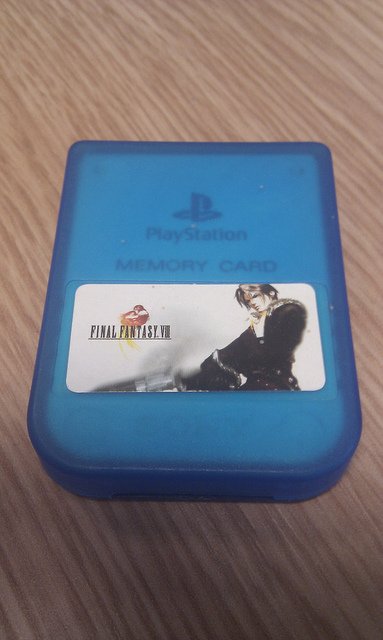 PlayStation
MEMORY CARD
FINAL FANTASY VIII